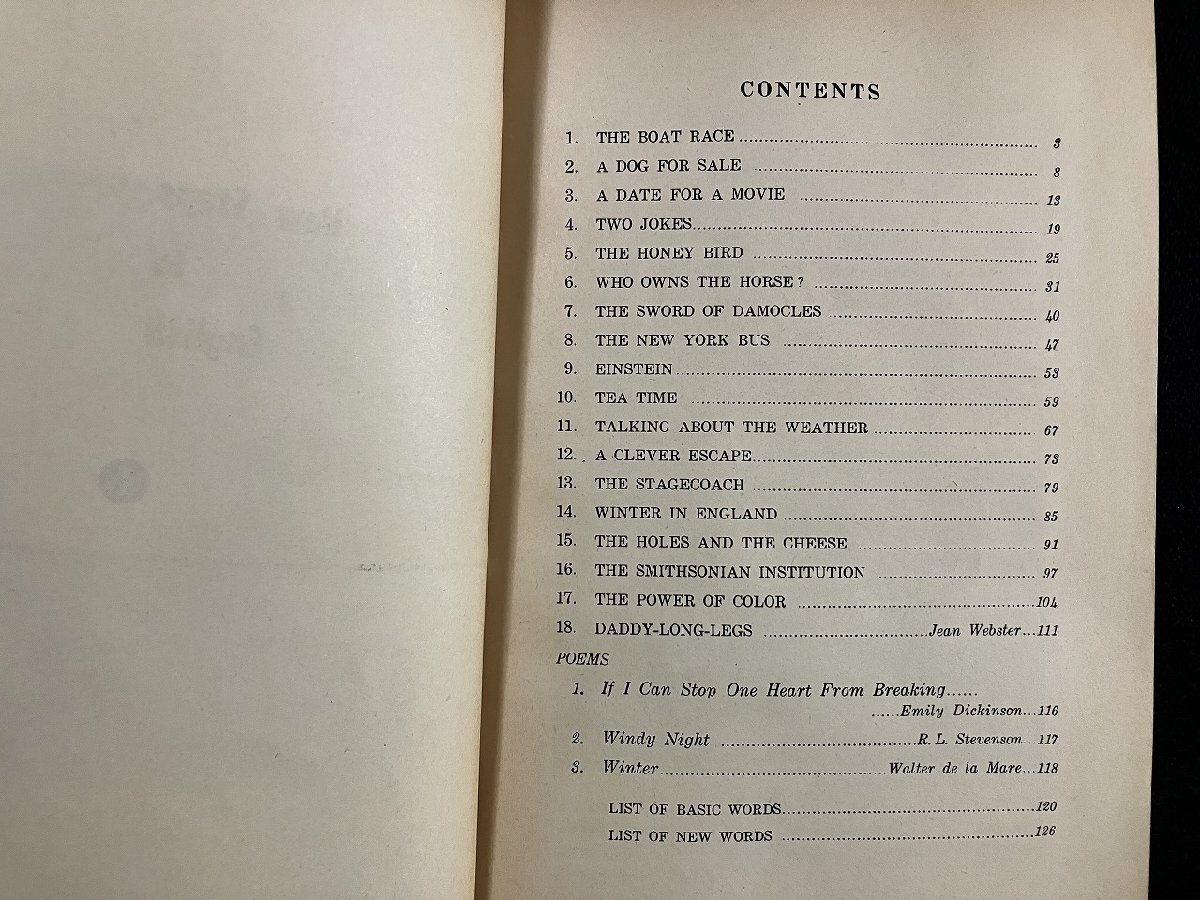 CONTENTS
1. THE BOAT RACE ........ 3
2. A DOG FOR SALE ........ 8
3. A DATE FOR A MOVIE ........ 13
4. TWO JOKES ........ 19
5. THE HONEY BIRD ........ 25
6. WHO OWNS THE HORSE? ........ 31
7. THE SWORD OF DAMOCLES ........ 40
8. THE NEW YORK BUS ........ 47
9. EINSTEIN ........ 53
10. TEA TIME ........ 59
11. TALKING ABOUT THE WEATHER ........ 67
12. A CLEVER ESCAPE ........ 73
13. THE STAGECOACH ........ 79
14. WINTER IN ENGLAND ........ 85
15. THE HOLES AND THE CHEESE ........ 91
16. THE SMITHSONIAN INSTITUTION ........ 97
17. THE POWER OF COLOR ........ 104
18. DADDY-LONG-LEGS ........ Jean Webster...111
POEMS
1. If I Can Stop One Heart From Breaking......
......Emily Dickinson...116
2. Windy Night ........ R. L. Stevenson 117
3. Winter ........ Walter de la Mare...118
LIST OF BASIC WORDS ........ 120
LIST OF NEW WORDS ........ 126